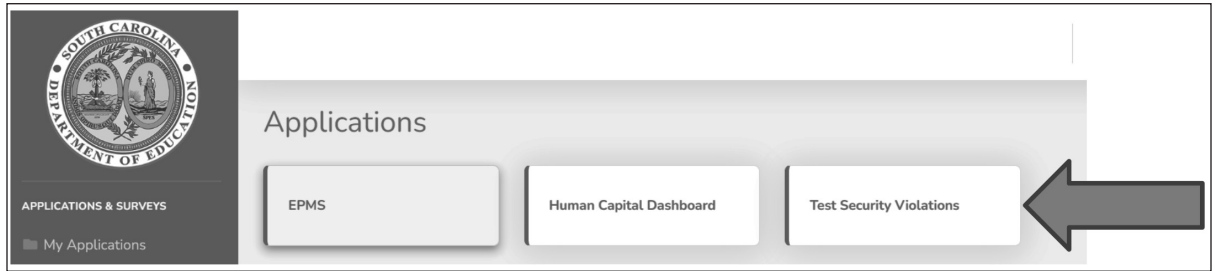 SOUTH CAROLINA
DEPARTMENT OF EDUCATION
APPLICATIONS & SURVEYS
My Applications
Applications
EPMS
Human Capital Dashboard
Test Security Violations